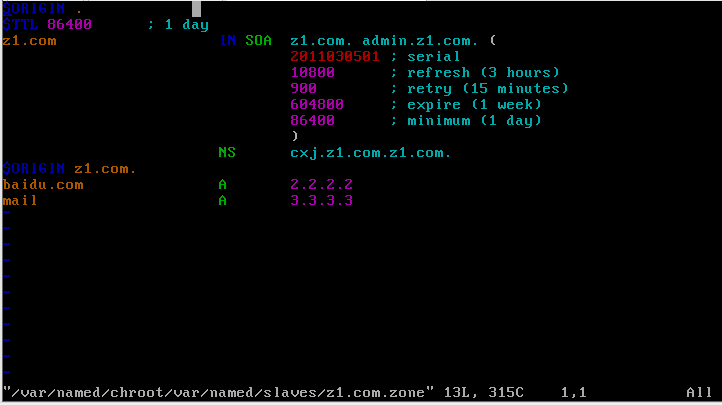 $ORIGIN .
$TTL 86400 ; 1 day
z1.com IN SOA z1.com. admin.z1.com. (
2011030501 ; serial
10800 ; refresh (3 hours)
900 ; retry (15 minutes)
604800 ; expire (1 week)
86400 ; minimum (1 day)
)
NS cxj.z1.com.z1.com.
$ORIGIN z1.com.
baidu.com A 2.2.2.2
mail A 3.3.3.3
~
~
~
~
~
~
~
~
~
~
~
"/var/named/chroot/var/named/slaves/z1.com.zone" 13L, 315C 1,1 All